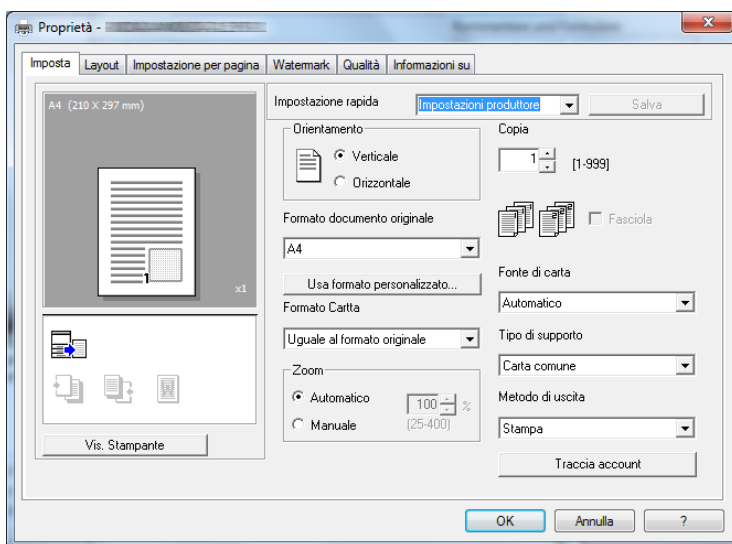 Proprietà -
Imposta Layout Impostazione per pagina Watermark Qualità Informazioni su
A4 (210 X 297 mm)
1
x1
Vis. Stampante
Impostazione rapida Impostazioni produttore Salva
Orientamento
Verticale
Orizzontale
Formato documento originale
A4
Usa formato personalizzato...
Formato Cartta
Uguale al formato originale
Zoom
Automatico 100 %
Manuale (25-400)
Copia
1 [1-999]
Fasciola
Fonte di carta
Automatico
Tipo di supporto
Carta comune
Metodo di uscita
Stampa
Traccia account
OK Annulla ?